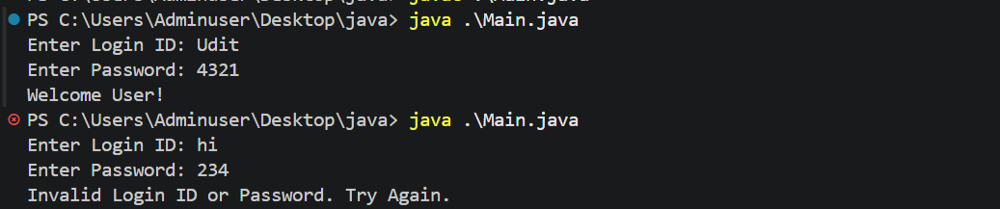 PS C:\Users\Adminuser\Desktop\java> java .\Main.java
Enter Login ID: Udit
Enter Password: 4321
Welcome User!
PS C:\Users\Adminuser\Desktop\java> java .\Main.java
Enter Login ID: hi
Enter Password: 234
Invalid Login ID or Password. Try Again.